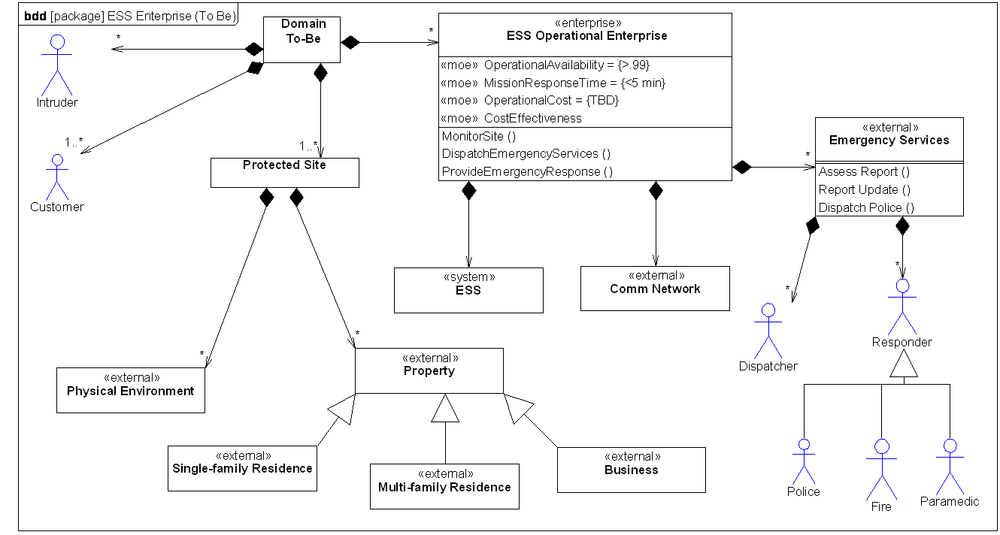 bdd [package] ESS Enterprise (To Be)
Domain
To-Be
*
*
Intruder
1..*
Customer
1..*
Protected Site
«enterprise»
ESS Operational Enterprise
«moe» OperationalAvailability = {>.99}
«moe» MissionResponseTime = {<5 min}
«moe» OperationalCost = {TBD}
«moe» CostEffectiveness
MonitorSite ()
DispatchEmergencyServices ()
ProvideEmergencyResponse ()
*
«external»
Emergency Services
Assess Report ()
Report Update ()
Dispatch Police ()
«system»
ESS
«external»
Comm Network
*
Dispatcher
*
Responder
*
«external»
Physical Environment
*
«external»
Property
«external»
Single-family Residence
«external»
Multi-family Residence
«external»
Business
Police
Fire
Paramedic